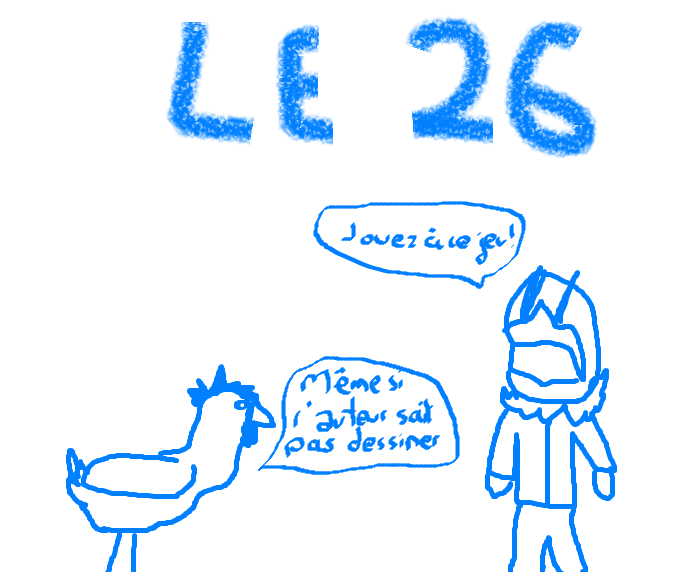 LE 26
Jouez à ce jeu!
Même si
l'auteur sait
pas dessiner